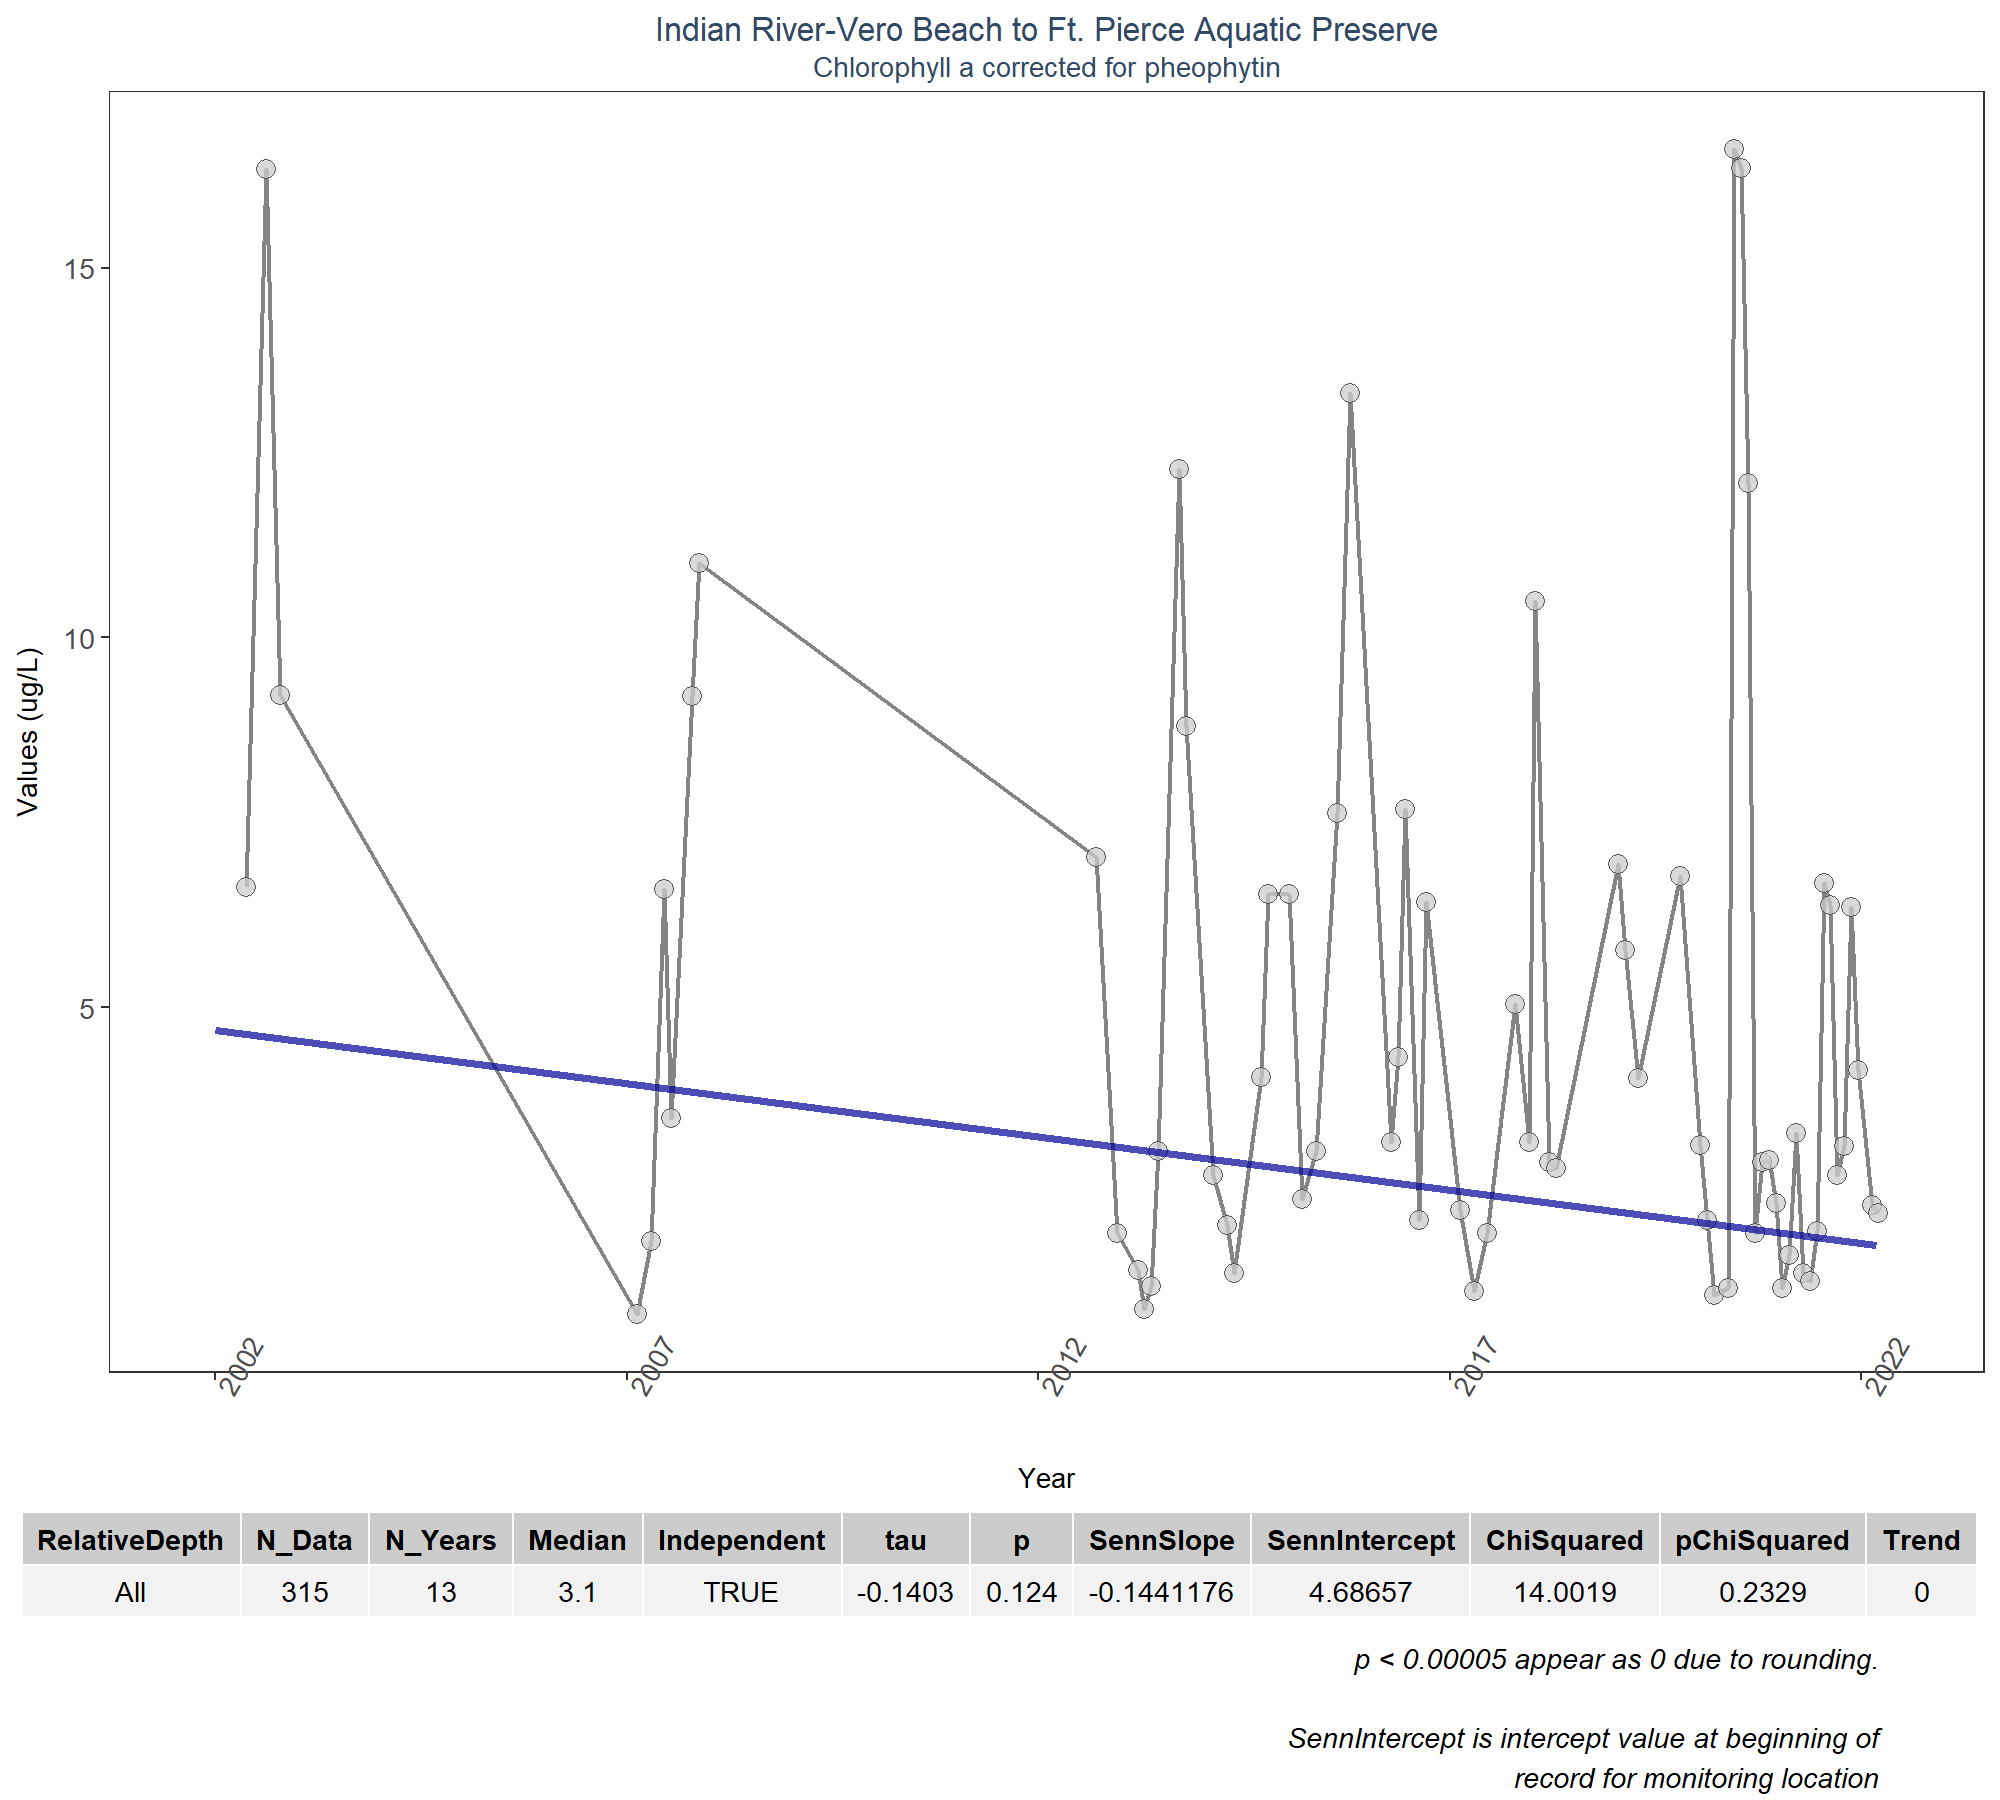 Indian River-Vero Beach to Ft. Pierce Aquatic Preserve
Chlorophyll a corrected for pheophytin
Values (ug/L)
15
10
5
2002 2007 2012 2017 2022
Year
RelativeDepth N_Data N_Years Median Independent tau p SennSlope SennIntercept ChiSquared pChiSquared Trend
All 315 13 3.1 TRUE -0.1403 0.124 -0.1441176 4.68657 14.0019 0.2329 0
p < 0.00005 appear as 0 due to rounding.
SennIntercept is intercept value at beginning of
record for monitoring location